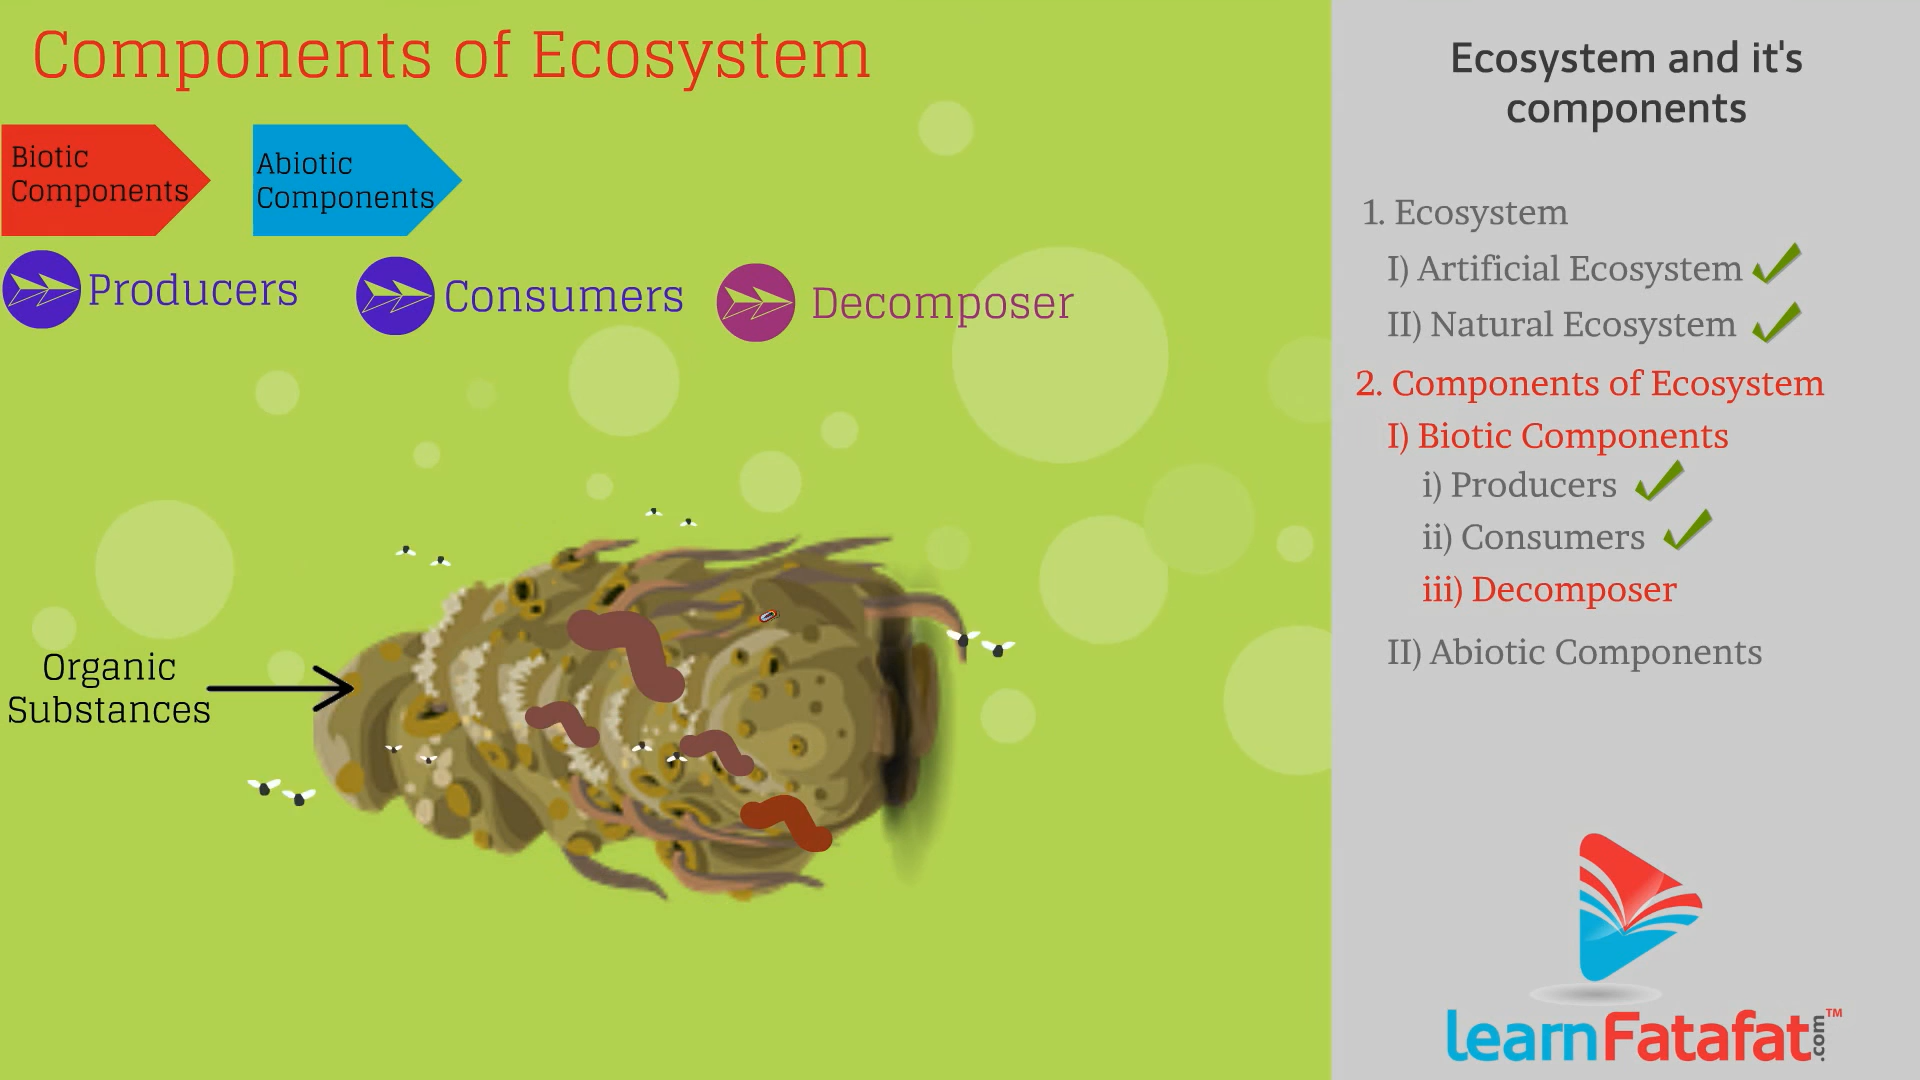 Components of Ecosystem
Biotic
Components
Abiotic
Components
Producers
Consumers
Decomposer
Organic
Substances
Ecosystem and it's
components
1. Ecosystem
I) Artificial Ecosystem
II) Natural Ecosystem
2. Components of Ecosystem
I) Biotic Components
i) Producers
ii) Consumers
iii) Decomposer
II) Abiotic Components
learnFatafat.com™